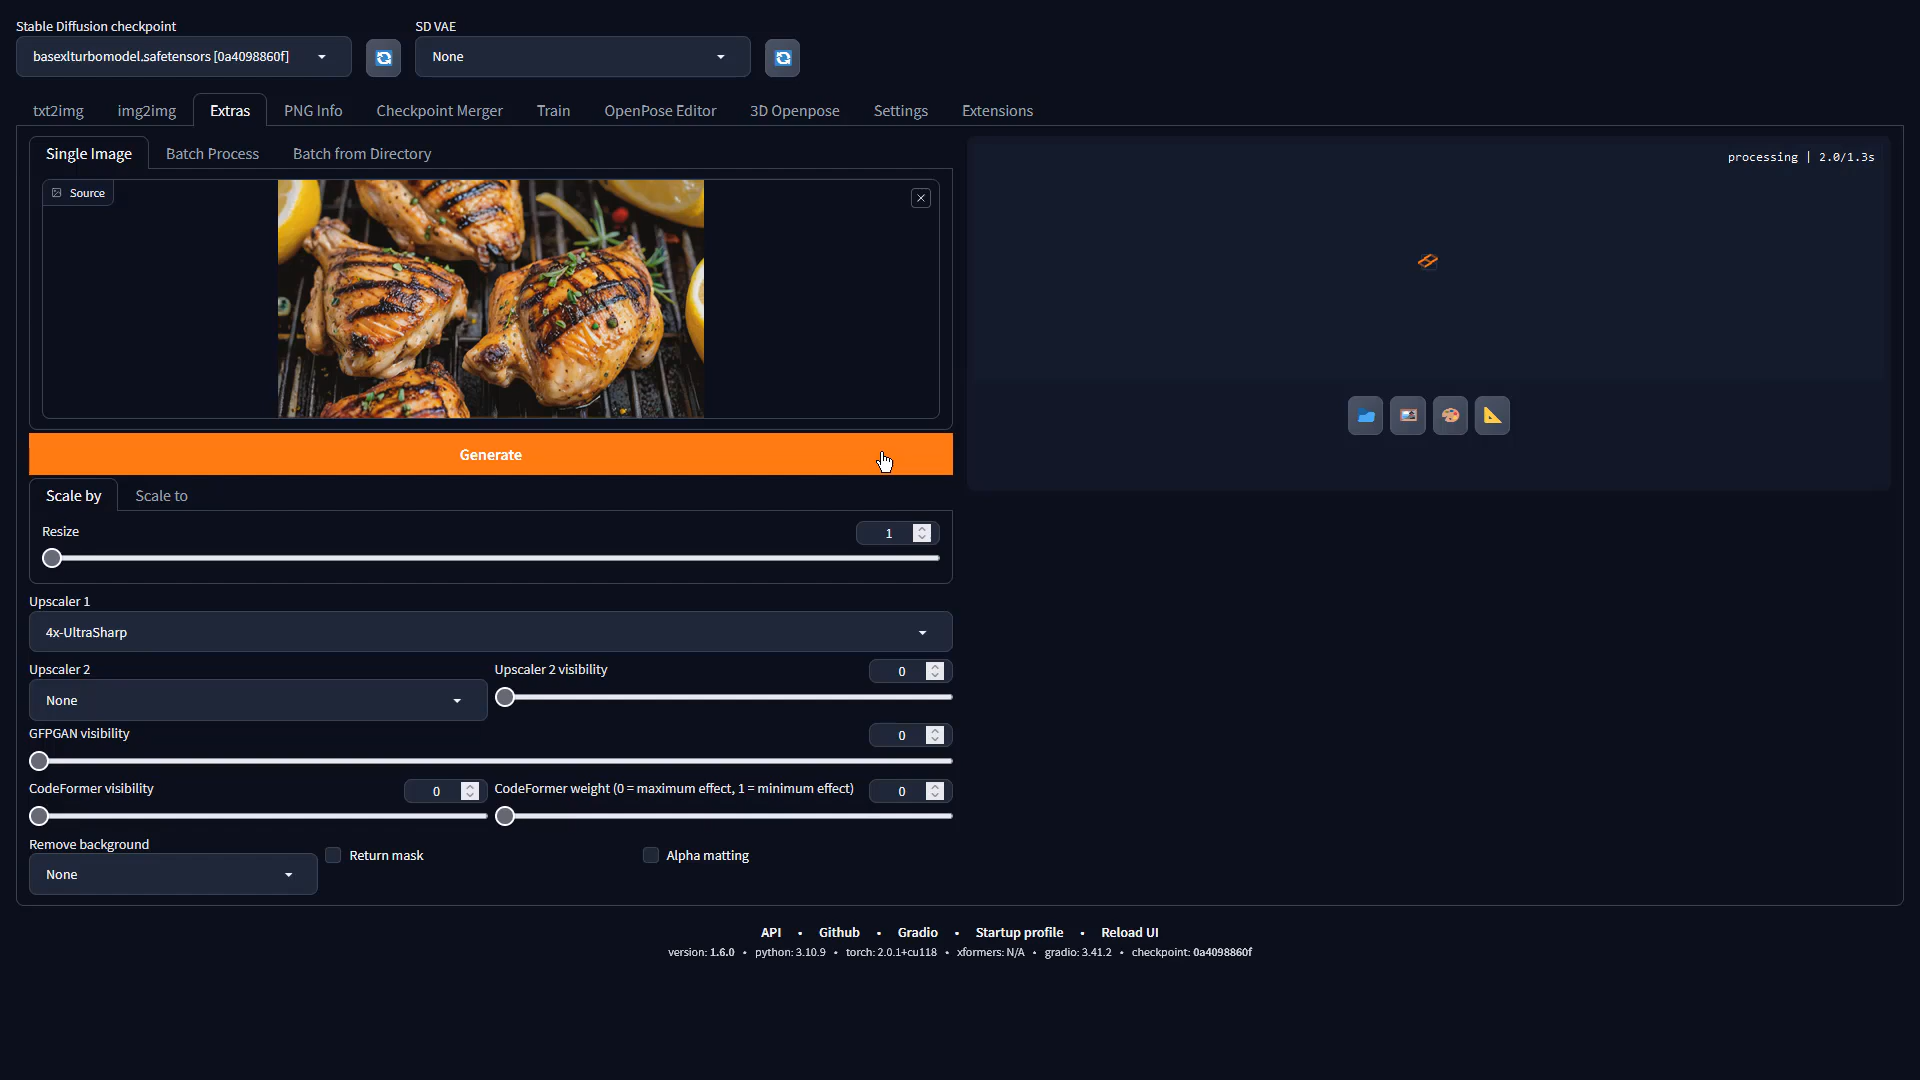 Stable Diffusion checkpoint
SD VAE
basexlturbomodel.safetensors [0a4098860f]
None
txt2img
img2img
Extras
PNG Info
Checkpoint Merger
Train
OpenPose Editor
3D Openpose
Settings
Extensions
Single Image
Batch Process
Batch from Directory
Source
processing | 2.0/1.3s
Generate
Scale by
Scale to
Resize
1
Upscaler 1
4x-UltraSharp
Upscaler 2
None
Upscaler 2 visibility
0
GFPGAN visibility
0
CodeFormer visibility
0
CodeFormer weight (0 = maximum effect, 1 = minimum effect)
0
Remove background
None
Return mask
Alpha matting
API • Github • Gradio • Startup profile • Reload UI
version: 1.6.0 • python: 3.10.9 • torch: 2.0.1+cu118 • xformers: N/A • gradio: 3.41.2 • checkpoint: 0a4098860f